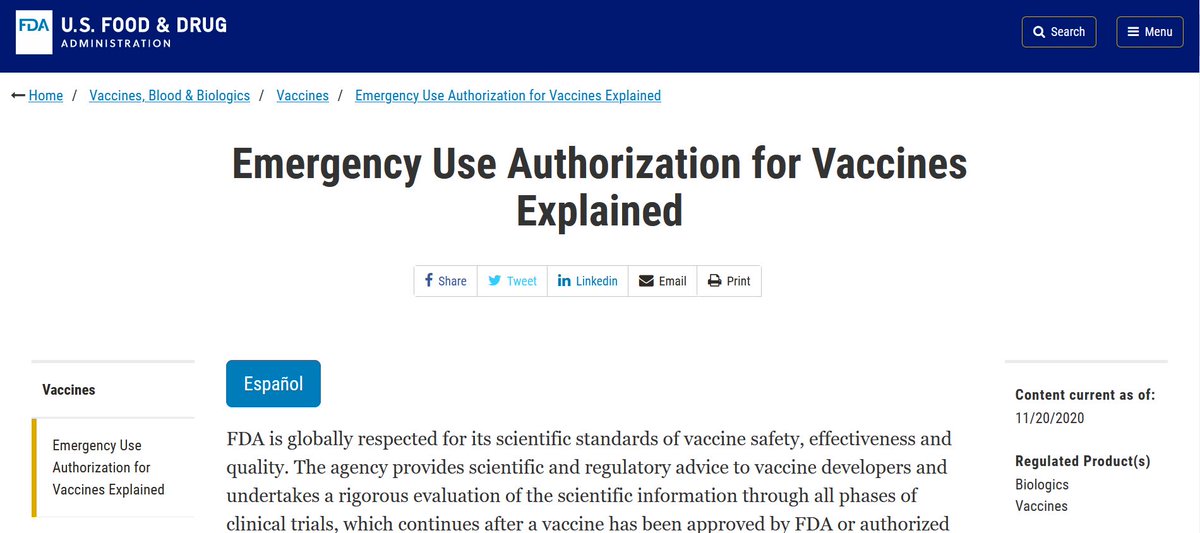 FDA U.S. FOOD & DRUG
ADMINISTRATION
Search
Menu
Home / Vaccines, Blood & Biologics / Vaccines / Emergency Use Authorization for Vaccines Explained
Emergency Use Authorization for Vaccines
Explained
Share Tweet Linkedin Email Print
Vaccines
Emergency Use
Authorization for
Vaccines Explained
Español
FDA is globally respected for its scientific standards of vaccine safety, effectiveness and
quality. The agency provides scientific and regulatory advice to vaccine developers and
undertakes a rigorous evaluation of the scientific information through all phases of
clinical trials, which continues after a vaccine has been approved by FDA or authorized
Content current as of:
11/20/2020
Regulated Product(s)
Biologics
Vaccines